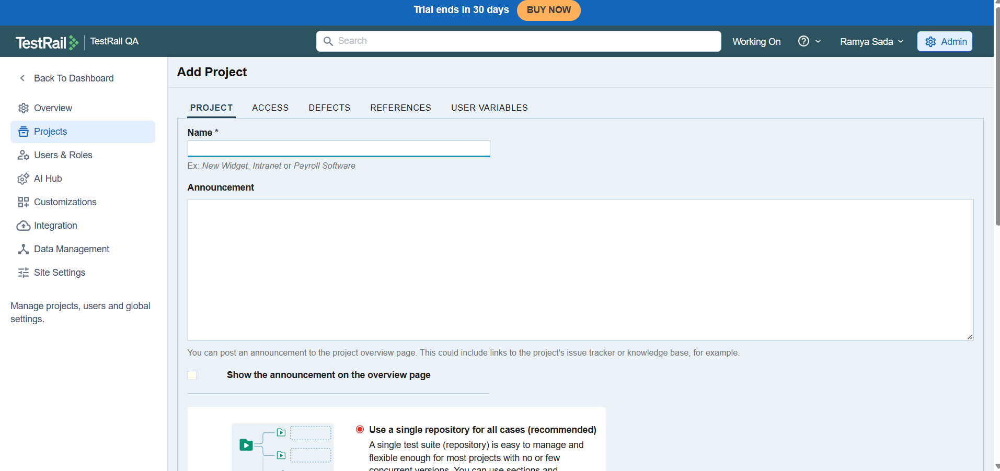 Trial ends in 30 days BUY NOW
TestRail TestRail QA Search Working On Ramya Sada Admin
Back To Dashboard
Overview
Projects
Users & Roles
AI Hub
Customizations
Integration
Data Management
Site Settings
Manage projects, users and global
settings.
Add Project
PROJECT ACCESS DEFECTS REFERENCES USER VARIABLES
Name *
Ex: New Widget, Intranet or Payroll Software
Announcement
You can post an announcement to the project overview page. This could include links to the project's issue tracker or knowledge base, for example.
Show the announcement on the overview page
Use a single repository for all cases (recommended)
A single test suite (repository) is easy to manage and
flexible enough for most projects with no or few
concurrent versions. You can use sections and